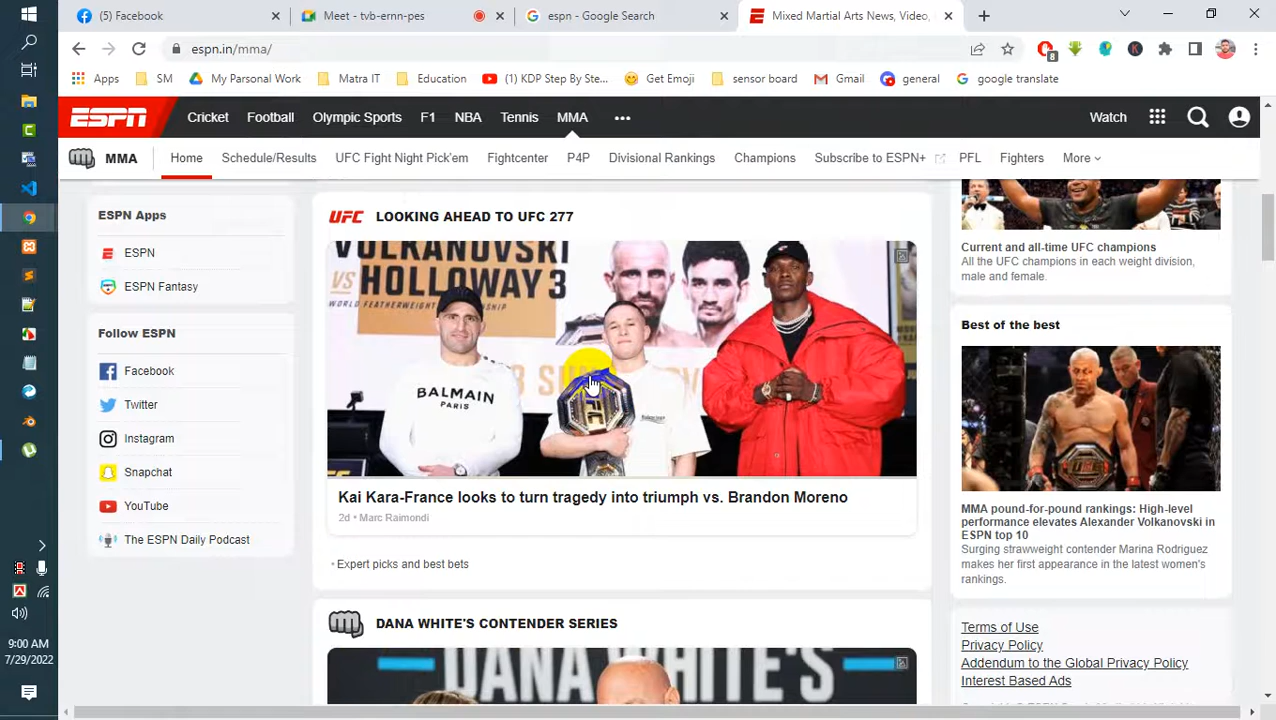 (2) Facebook
Meet - tvb-ernn-pes
espn - Google Search
Mixed Martial Arts News, Video,
espn.in/mma/
8
Apps
SM
My Parsonal Work
Matra IT
Education
(1) KDP Step By Ste...
Get Emoji
sensor board
Gmail
general
google translate
ESPN
Cricket
Football
Olympic Sports
F1
NBA
Tennis
MMA
Watch
MMA
Home
Schedule/Results
UFC Fight Night Pick'em
Fightcenter
P4P
Divisional Rankings
Champions
Subscribe to ESPN+
PFL
Fighters
More
ESPN Apps
ESPN
ESPN Fantasy
Follow ESPN
Facebook
Twitter
Instagram
Snapchat
YouTube
The ESPN Daily Podcast
UFC LOOKING AHEAD TO UFC 277
VOLKANOVSKI
VS HOLLOWAY 3
WORLD FEATHERWEIGHT
BALMAIN
PARIS
Kai Kara-France looks to turn tragedy into triumph vs. Brandon Moreno
2d • Marc Raimondi
• Expert picks and best bets
DANA WHITE'S CONTENDER SERIES
DANA WHITE'S
Current and all-time UFC champions
All the UFC champions in each weight division,
male and female.
Best of the best
MMA pound-for-pound rankings: High-level
performance elevates Alexander Volkanovski in
ESPN top 10
Surging strawweight contender Marina Rodriguez
makes her first appearance in the latest women's
rankings.
Terms of Use
Privacy Policy
Addendum to the Global Privacy Policy
Interest Based Ads
9:00 AM
7/29/2022